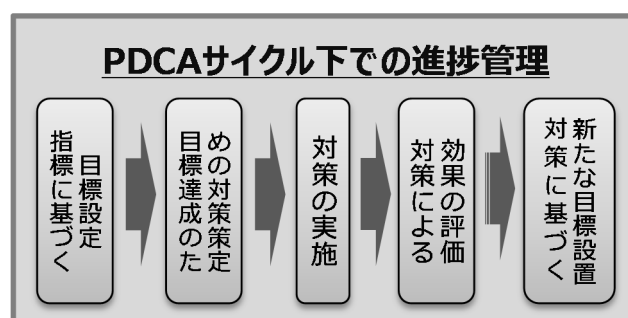 PDCAサイクル下での進捗管理
指標に基づく
目標設定
目標達成のた
めの対策策定
対策の実施
対策による
効果の評価
対策に基づく
新たな目標設置